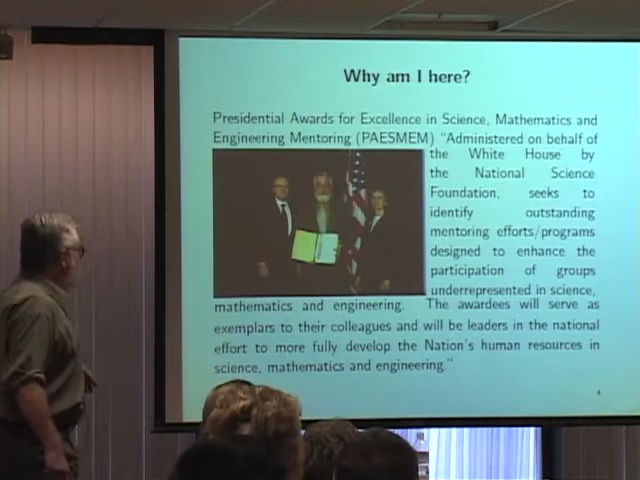 Why am I here?
Presidential Awards for Excellence in Science, Mathematics and
Engineering Mentoring (PAESMEM) "Administered on behalf of
the White House by
the National Science
Foundation, seeks to
identify outstanding
mentoring efforts/programs
designed to enhance the
participation of groups
underrepresented in science,
mathematics and engineering. The awardees will serve as
exemplars to their colleagues and will be leaders in the national
effort to more fully develop the Nation's human resources in
science, mathematics and engineering."
4